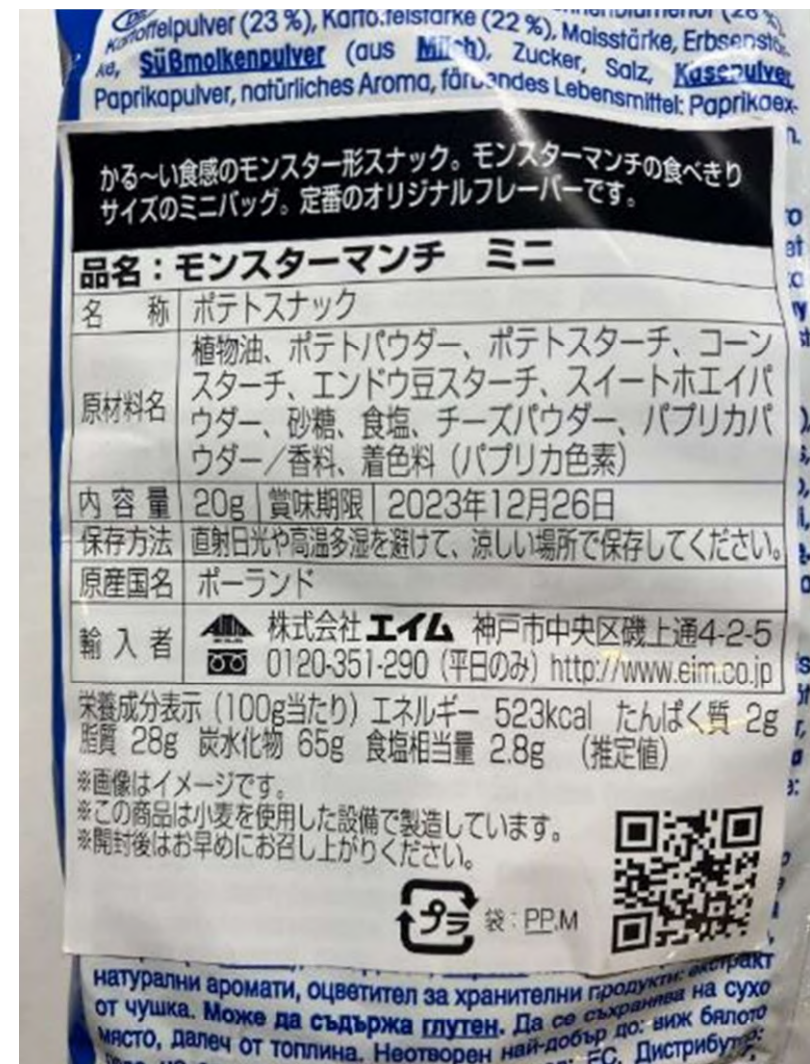 Kartoffelpulver (23 %), Kartoffelstärke (22 %),
Maisstärke, Erbsenstär-
ke, Süßmolkenpulver (aus Milch), Zucker, Salz, Käsepulver,
Paprikapulver, natürliches Aroma, färbendes Lebensmittel: Paprikaex-
かる〜い食感のモンスター形スナック。モンスターマンチの食べきり
サイズのミニバッグ。定番のオリジナルフレーバーです。
品名：モンスターマンチ ミニ
名 称 ポテトスナック
原材料名 植物油、ポテトパウダー、ポテトスターチ、コーン
スターチ、エンドウ豆スターチ、スイートホエイパ
ウダー、砂糖、食塩、チーズパウダー、パプリカパ
ウダー／香料、着色料（パプリカ色素）
内容量 20g 賞味期限 2023年12月26日
保存方法 直射日光や高温多湿を避けて、涼しい場所で保存してください。
原産国名 ポーランド
輸入者 株式会社エイム 神戸市中央区磯上通4-2-5
0120-351-290（平日のみ）http://www.eim.co.jp
栄養成分表示（100g当たり）エネルギー 523kcal たんぱく質 2g
脂質 28g 炭水化物 65g 食塩相当量 2.8g （推定値）
※画像はイメージです。
※この商品は小麦を使用した設備で製造しています。
※開封後はお早めにお召し上がりください。
プラ 袋：PP,M
натурални аромати, оцветител за хранителни продукти: екстракт
от чушка. Може да съдържа глутен. Да се съхранява на сухо
място, далеч от топлина. Неотворен най-добър до: виж бялото
ЕС. Дистрибутор: